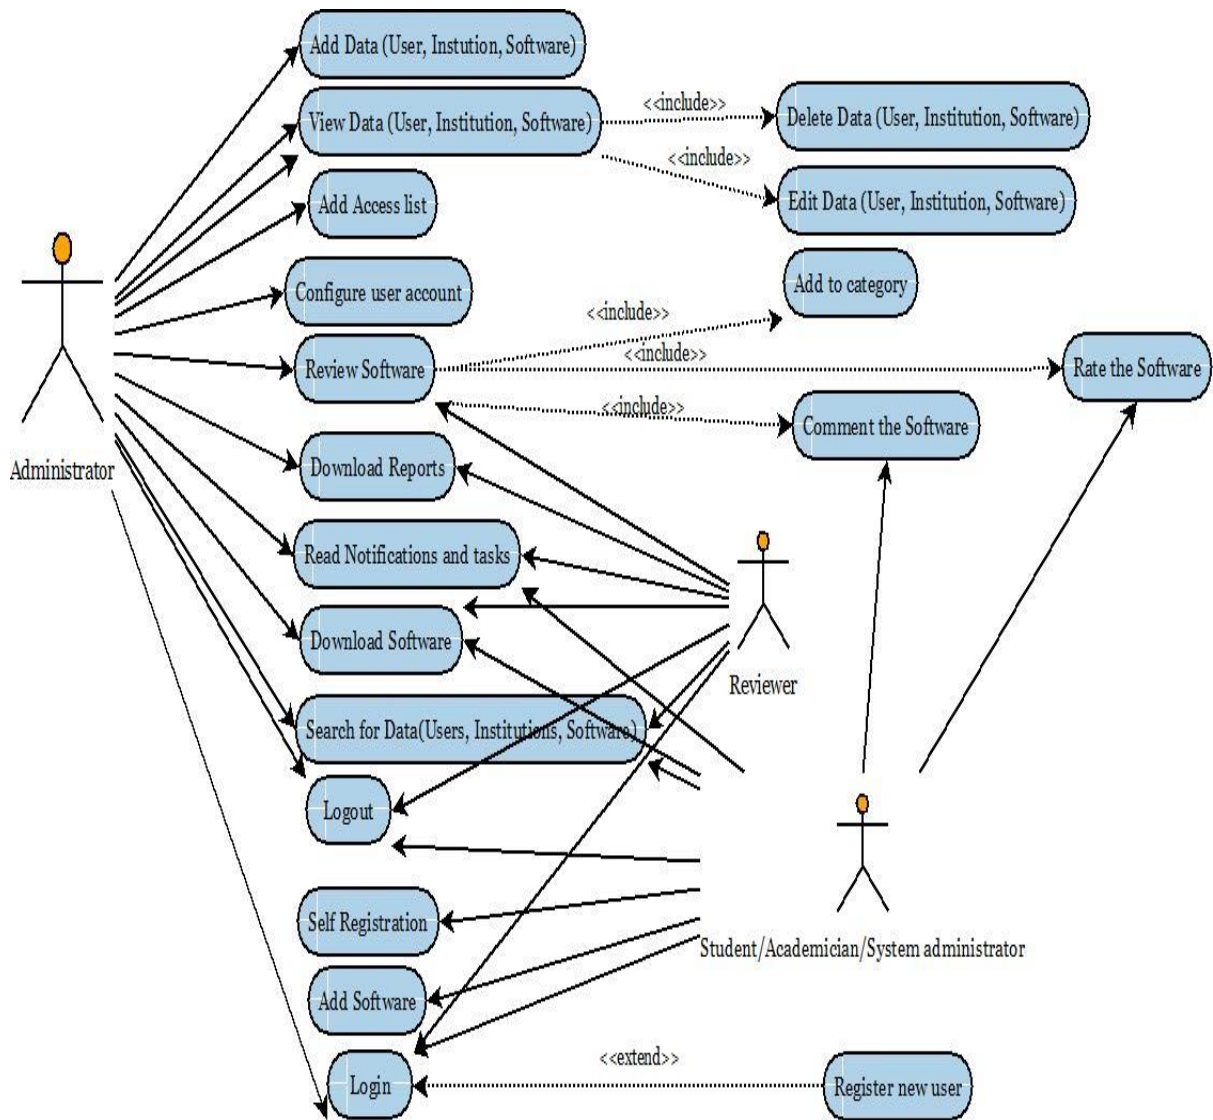 Add Data (User, Instution, Software)
View Data (User, Institution, Software)
<<include>>
Delete Data (User, Institution, Software)
<<include>>
Edit Data (User, Institution, Software)
Add Access list
Add to category
Configure user account
<<include>>
Review Software
<<include>>
Rate the Software
<<include>>
Comment the Software
Administrator
Download Reports
Read Notifications and tasks
Download Software
Reviewer
Search for Data(Users, Institutions, Software)
Logout
Self Registration
Student/Academician/System administrator
Add Software
<<extend>>
Login
Register new user